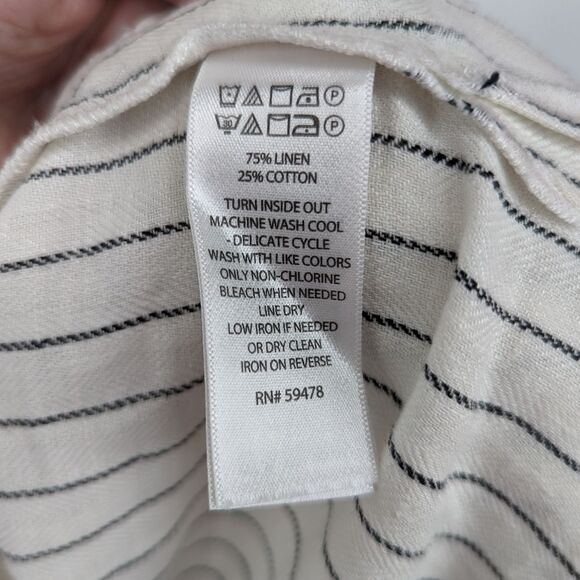 75% LINEN
25% COTTON
TURN INSIDE OUT
MACHINE WASH COOL
- DELICATE CYCLE
WASH WITH LIKE COLORS
ONLY NON-CHLORINE
BLEACH WHEN NEEDED
LINE DRY
LOW IRON IF NEEDED
OR DRY CLEAN
IRON ON REVERSE
RN# 59478